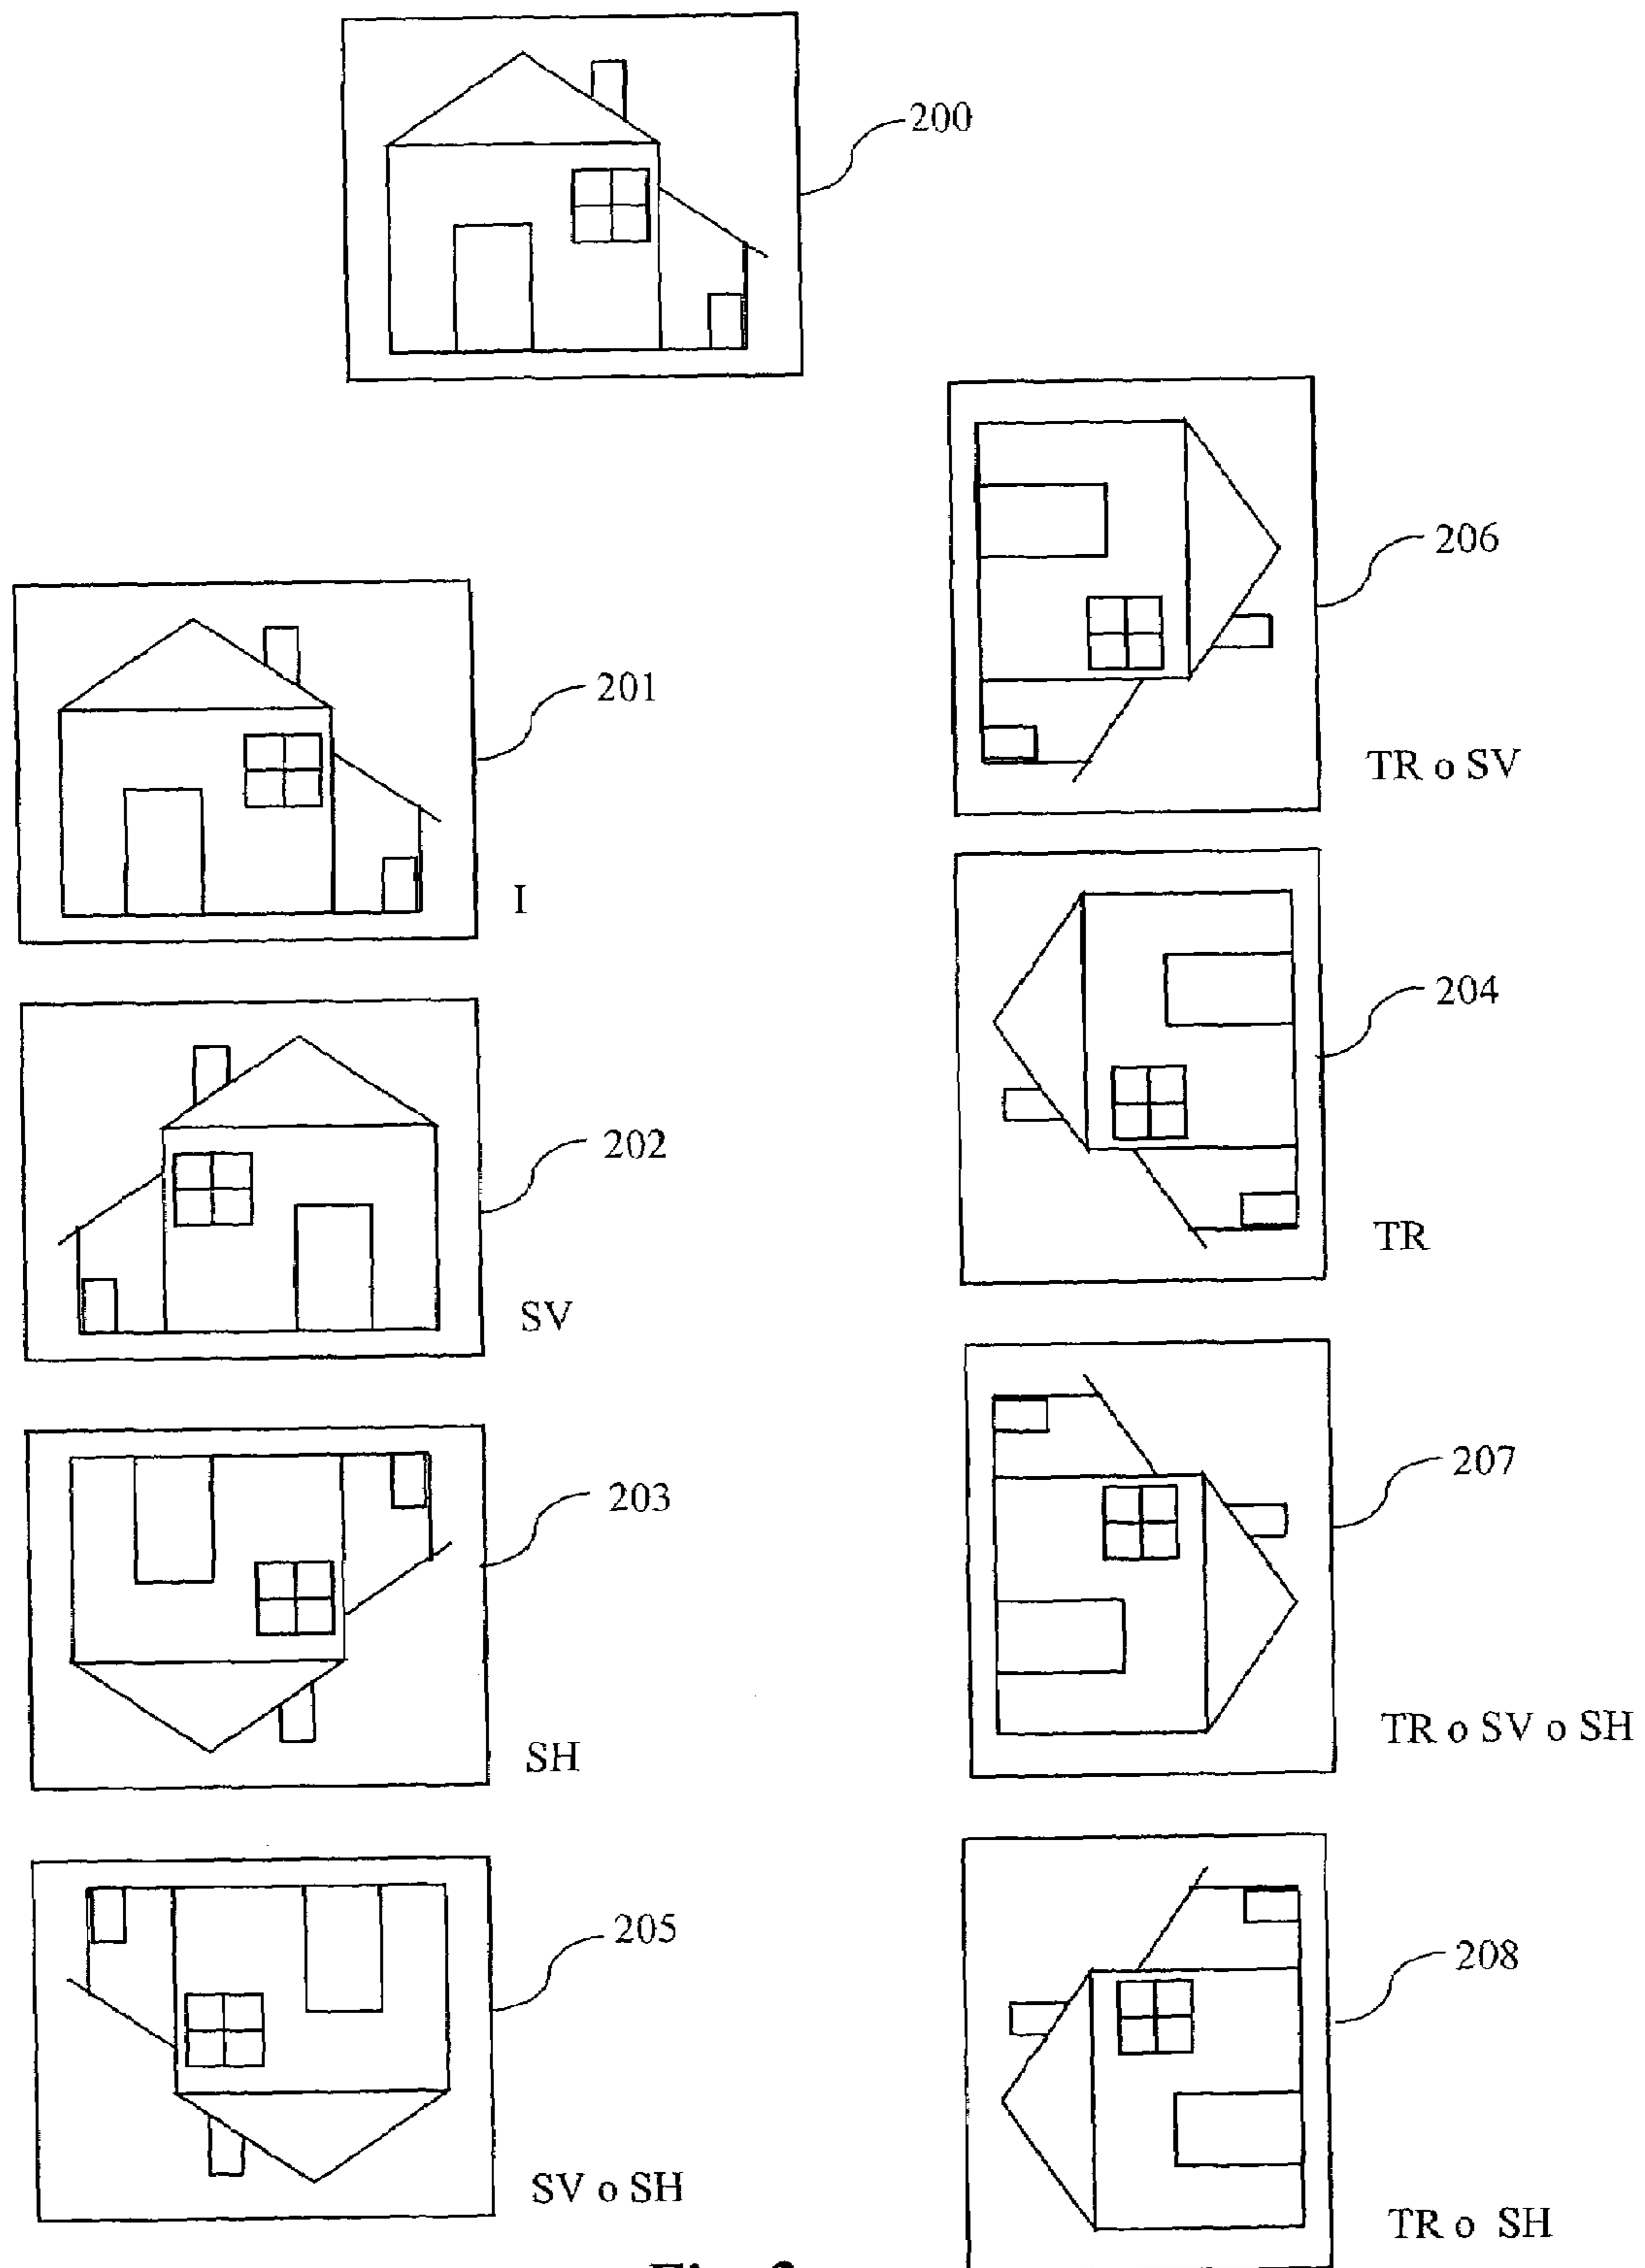 200
206
TR o SV
201
I
204
TR
202
SV
207
TR o SV o SH
203
SH
208
TR o SH
205
SV o SH